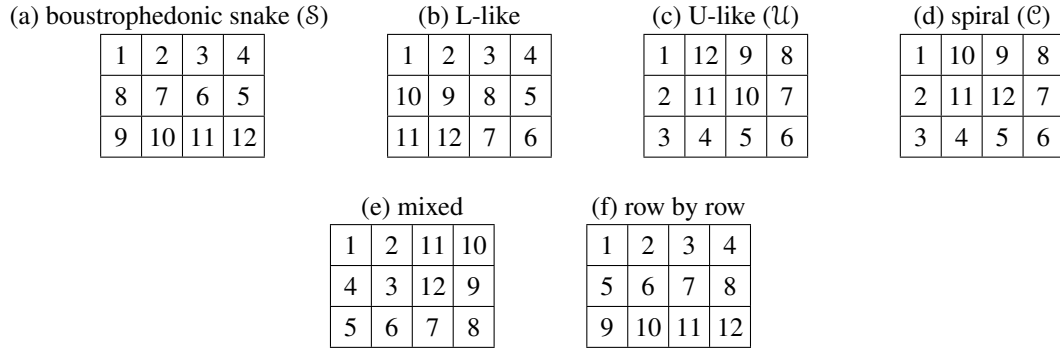 (a) boustrophedonic snake (𝒮) (b) L-like (c) U-like (𝒰) (d) spiral (𝒞)
1 2 3 4 1 2 3 4 1 12 9 8 1 10 9 8
8 7 6 5 10 9 8 5 2 11 10 7 2 11 12 7
9 10 11 12 11 12 7 6 3 4 5 6 3 4 5 6
(e) mixed (f) row by row
1 2 11 10 1 2 3 4
4 3 12 9 5 6 7 8
5 6 7 8 9 10 11 12